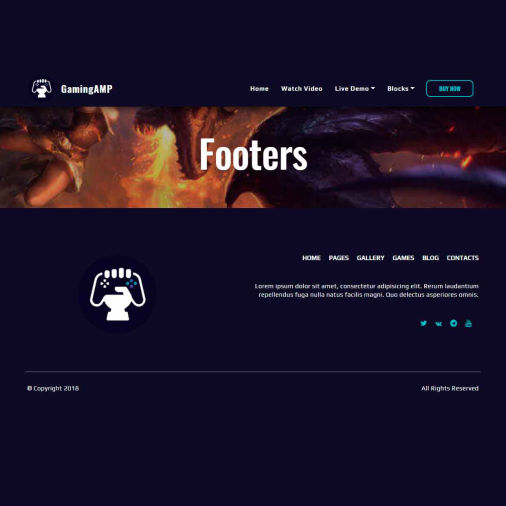 GamingAMP
Home Watch Video Live Demo Blocks BUY NOW
Footers
HOME PAGES GALLERY GAMES BLOG CONTACTS
Lorem ipsum dolor sit amet, consectetur adipisicing elit. Rerum laudantium
repellendus fuga nulla natus facilis magni. Quo delectus asperiores omnis.
© Copyright 2018
All Rights Reserved